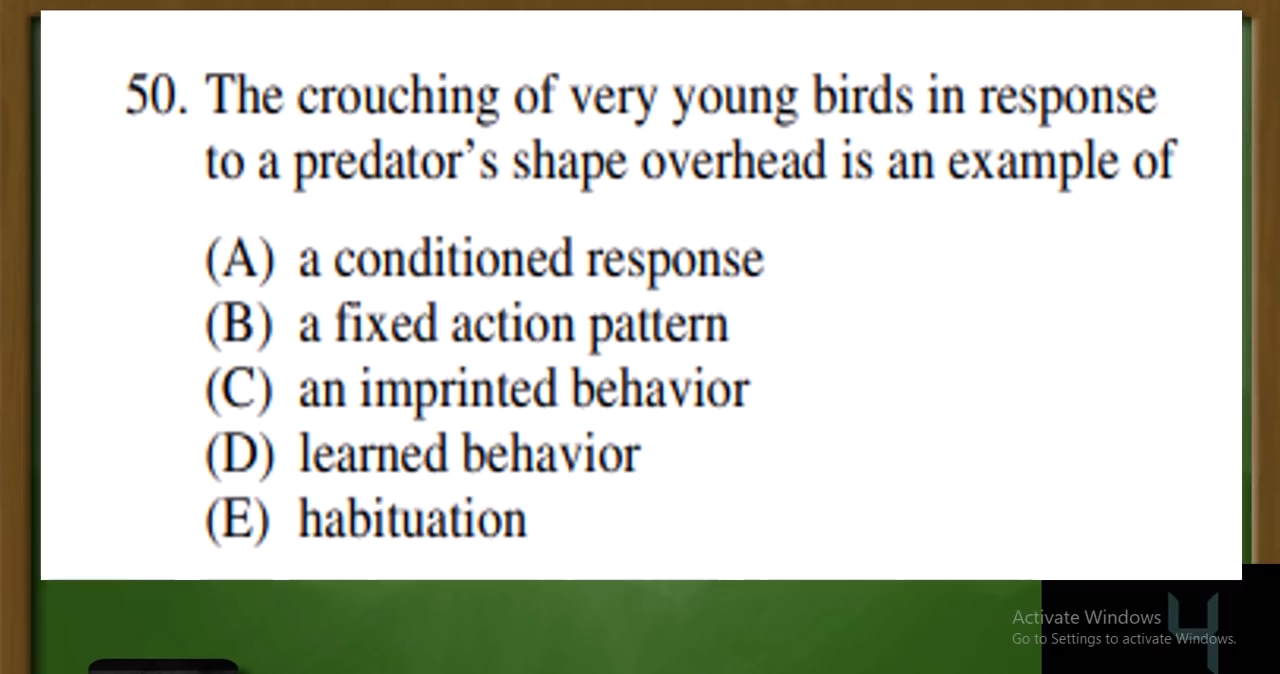 50. The crouching of very young birds in response
to a predator’s shape overhead is an example of
(A) a conditioned response
(B) a fixed action pattern
(C) an imprinted behavior
(D) learned behavior
(E) habituation
Activate Windows
Go to Settings to activate Windows.